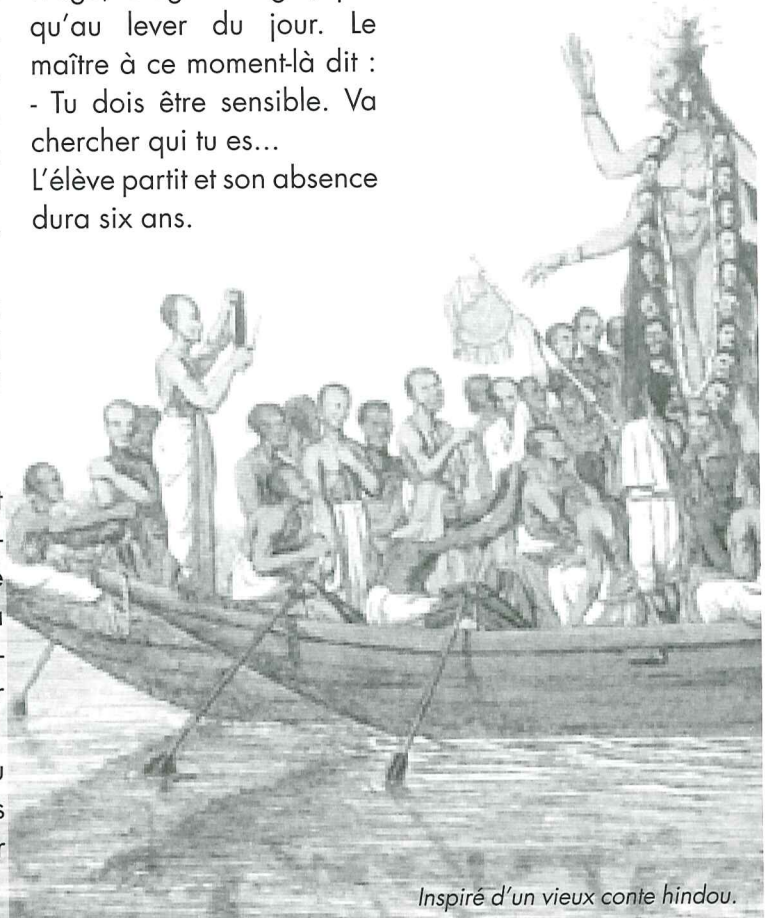 qu'au lever du jour. Le
maître à ce moment-là dit :
- Tu dois être sensible. Va
chercher qui tu es...
L'élève partit et son absence
dura six ans.
Inspiré d'un vieux conte hindou.